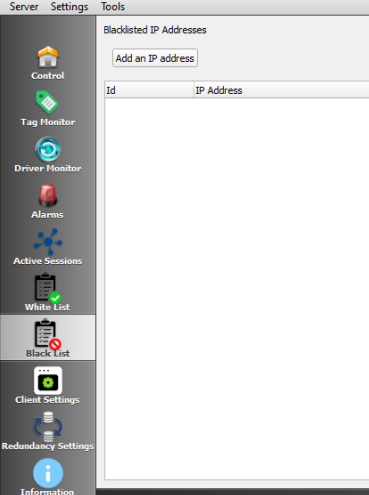 Server Settings Tools
Blacklisted IP Addresses
Add an IP address
Id IP Address
Control
Tag Monitor
Driver Monitor
Alarms
Active Sessions
White List
Black List
Client Settings
Redundancy Settings
Information